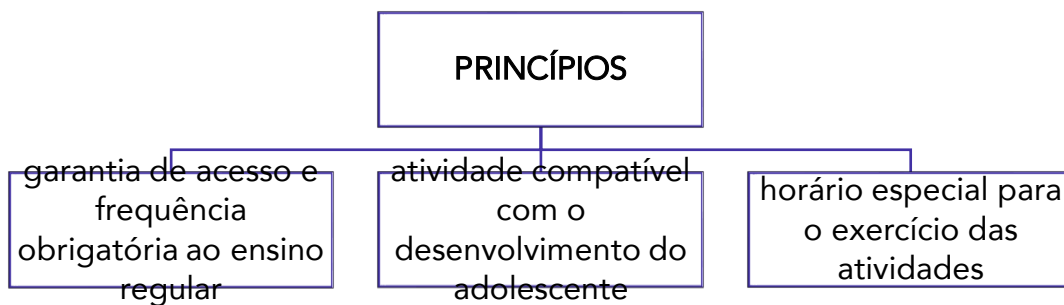 PRINCÍPIOS
garantia de acesso e
frequência
obrigatória ao ensino
regular
atividade compatível
com o
desenvolvimento do
adolescente
horário especial para
o exercício das
atividades